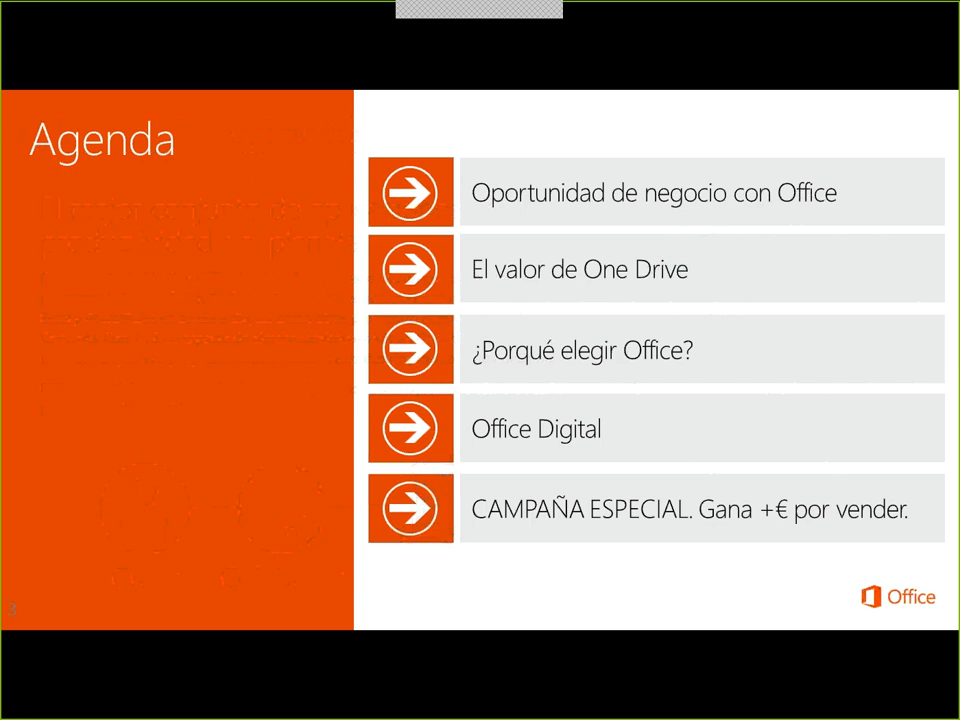 Agenda
Oportunidad de negocio con Office
El valor de One Drive
¿Porqué elegir Office?
Office Digital
CAMPAÑA ESPECIAL. Gana +€ por vender.
Office
3